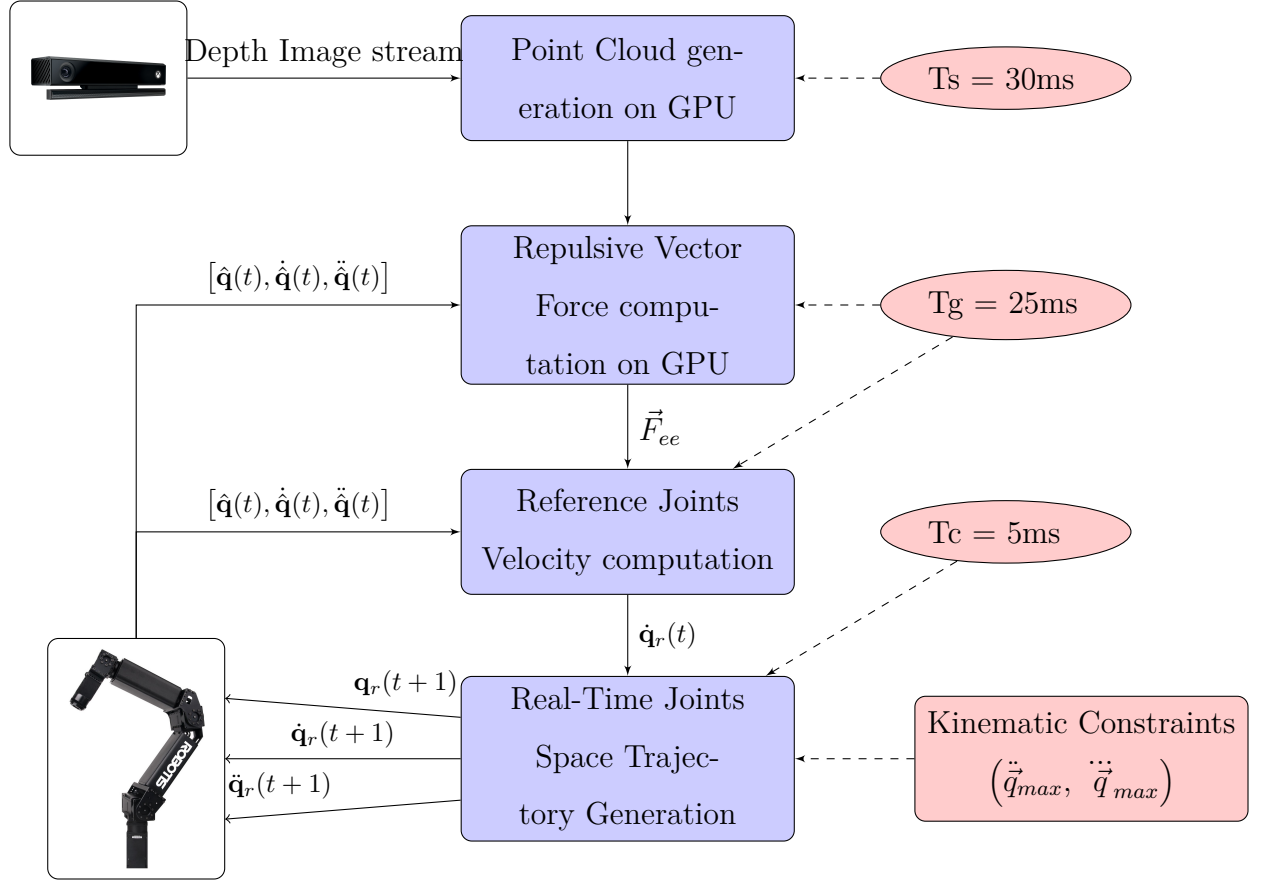 Depth Image stream
Point Cloud gen-
eration on GPU
Ts = 30ms
[q̂(t), q̂̇(t), q̂̈(t)]
Repulsive Vector
Force compu-
tation on GPU
Tg = 25ms
F⃗ₑₑ
[q̂(t), q̂̇(t), q̂̈(t)]
Reference Joints
Velocity computation
Tc = 5ms
q̇ᵣ(t)
qᵣ(t + 1)
q̇ᵣ(t + 1)
q̈ᵣ(t + 1)
Real-Time Joints
Space Trajec-
tory Generation
Kinematic Constraints
(q⃗̈_max, q⃗⃛_max)
ROBOTIS